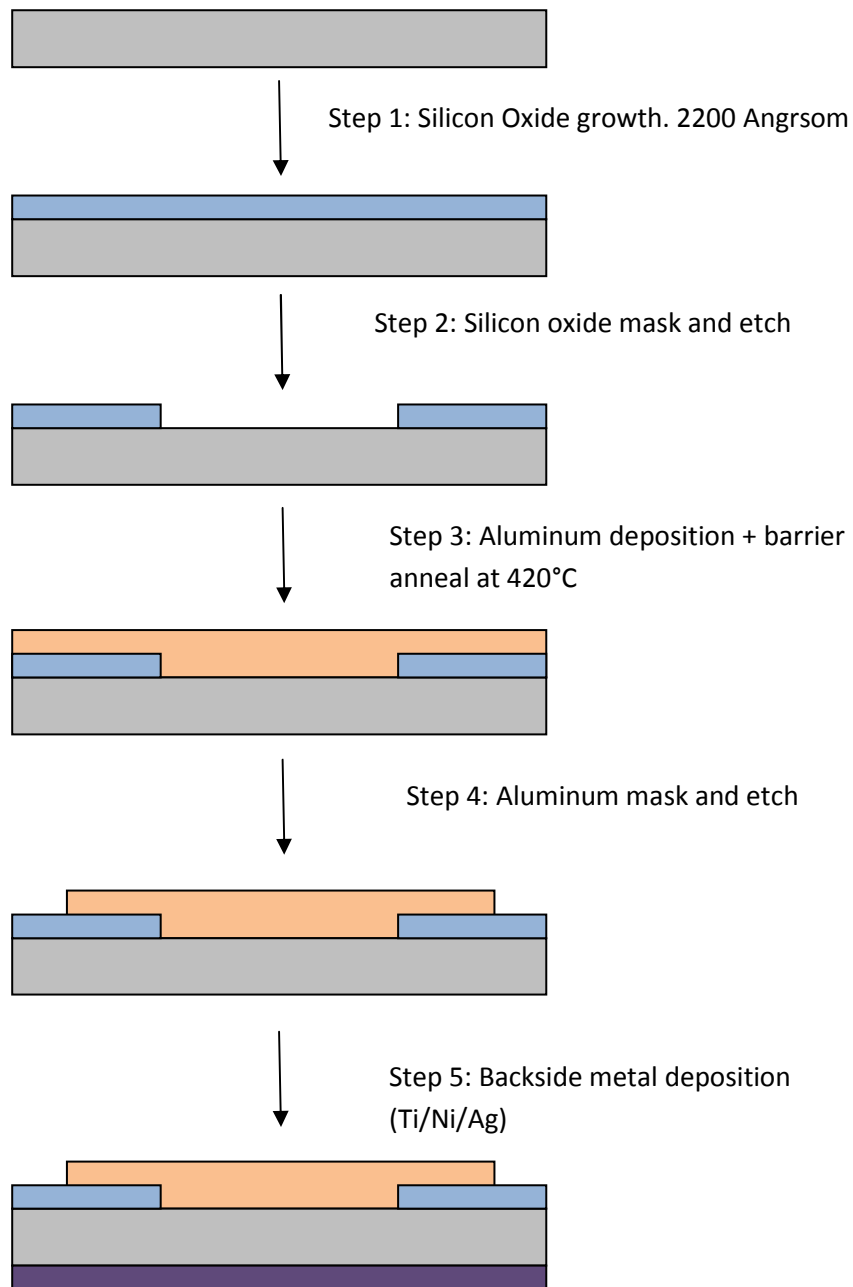 Step 1: Silicon Oxide growth. 2200 Angrsom
Step 2: Silicon oxide mask and etch
Step 3: Aluminum deposition + barrier
anneal at 420°C
Step 4: Aluminum mask and etch
Step 5: Backside metal deposition
(Ti/Ni/Ag)